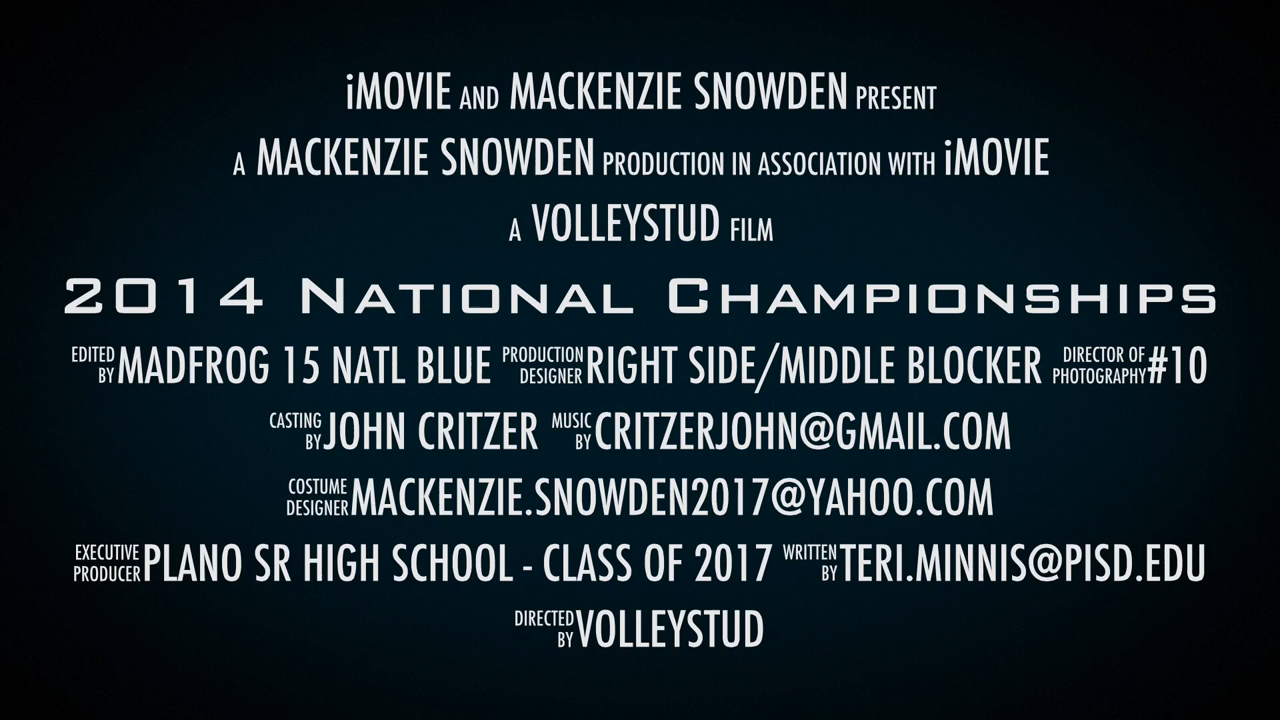 iMOVIE AND MACKENZIE SNOWDEN PRESENT
A MACKENZIE SNOWDEN PRODUCTION IN ASSOCIATION WITH iMOVIE
A VOLLEYSTUD FILM
2014 NATIONAL CHAMPIONSHIPS
EDITED BY MADFROG 15 NATL BLUE PRODUCTION DESIGNER RIGHT SIDE/MIDDLE BLOCKER DIRECTOR OF PHOTOGRAPHY #10
CASTING BY JOHN CRITZER MUSIC BY CRITZERJOHN@GMAIL.COM
COSTUME DESIGNER MACKENZIE.SNOWDEN2017@YAHOO.COM
EXECUTIVE PRODUCER PLANO SR HIGH SCHOOL - CLASS OF 2017 WRITTEN BY TERI.MINNIS@PISD.EDU
DIRECTED BY VOLLEYSTUD